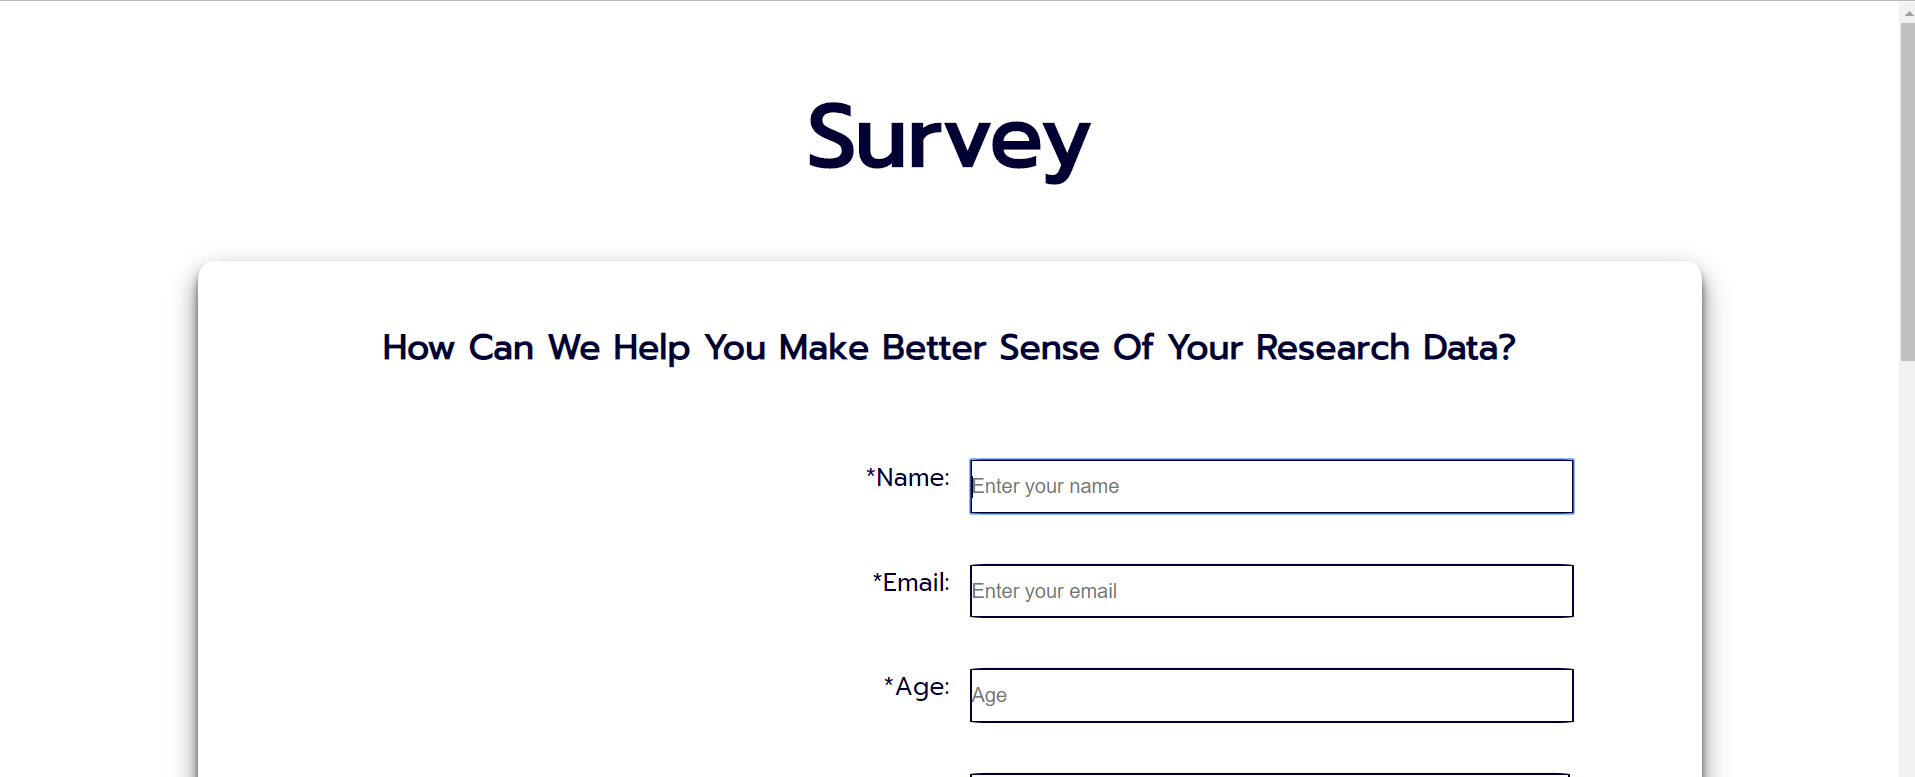 Survey
How Can We Help You Make Better Sense Of Your Research Data?
*Name:
Enter your name
*Email:
Enter your email
*Age:
Age